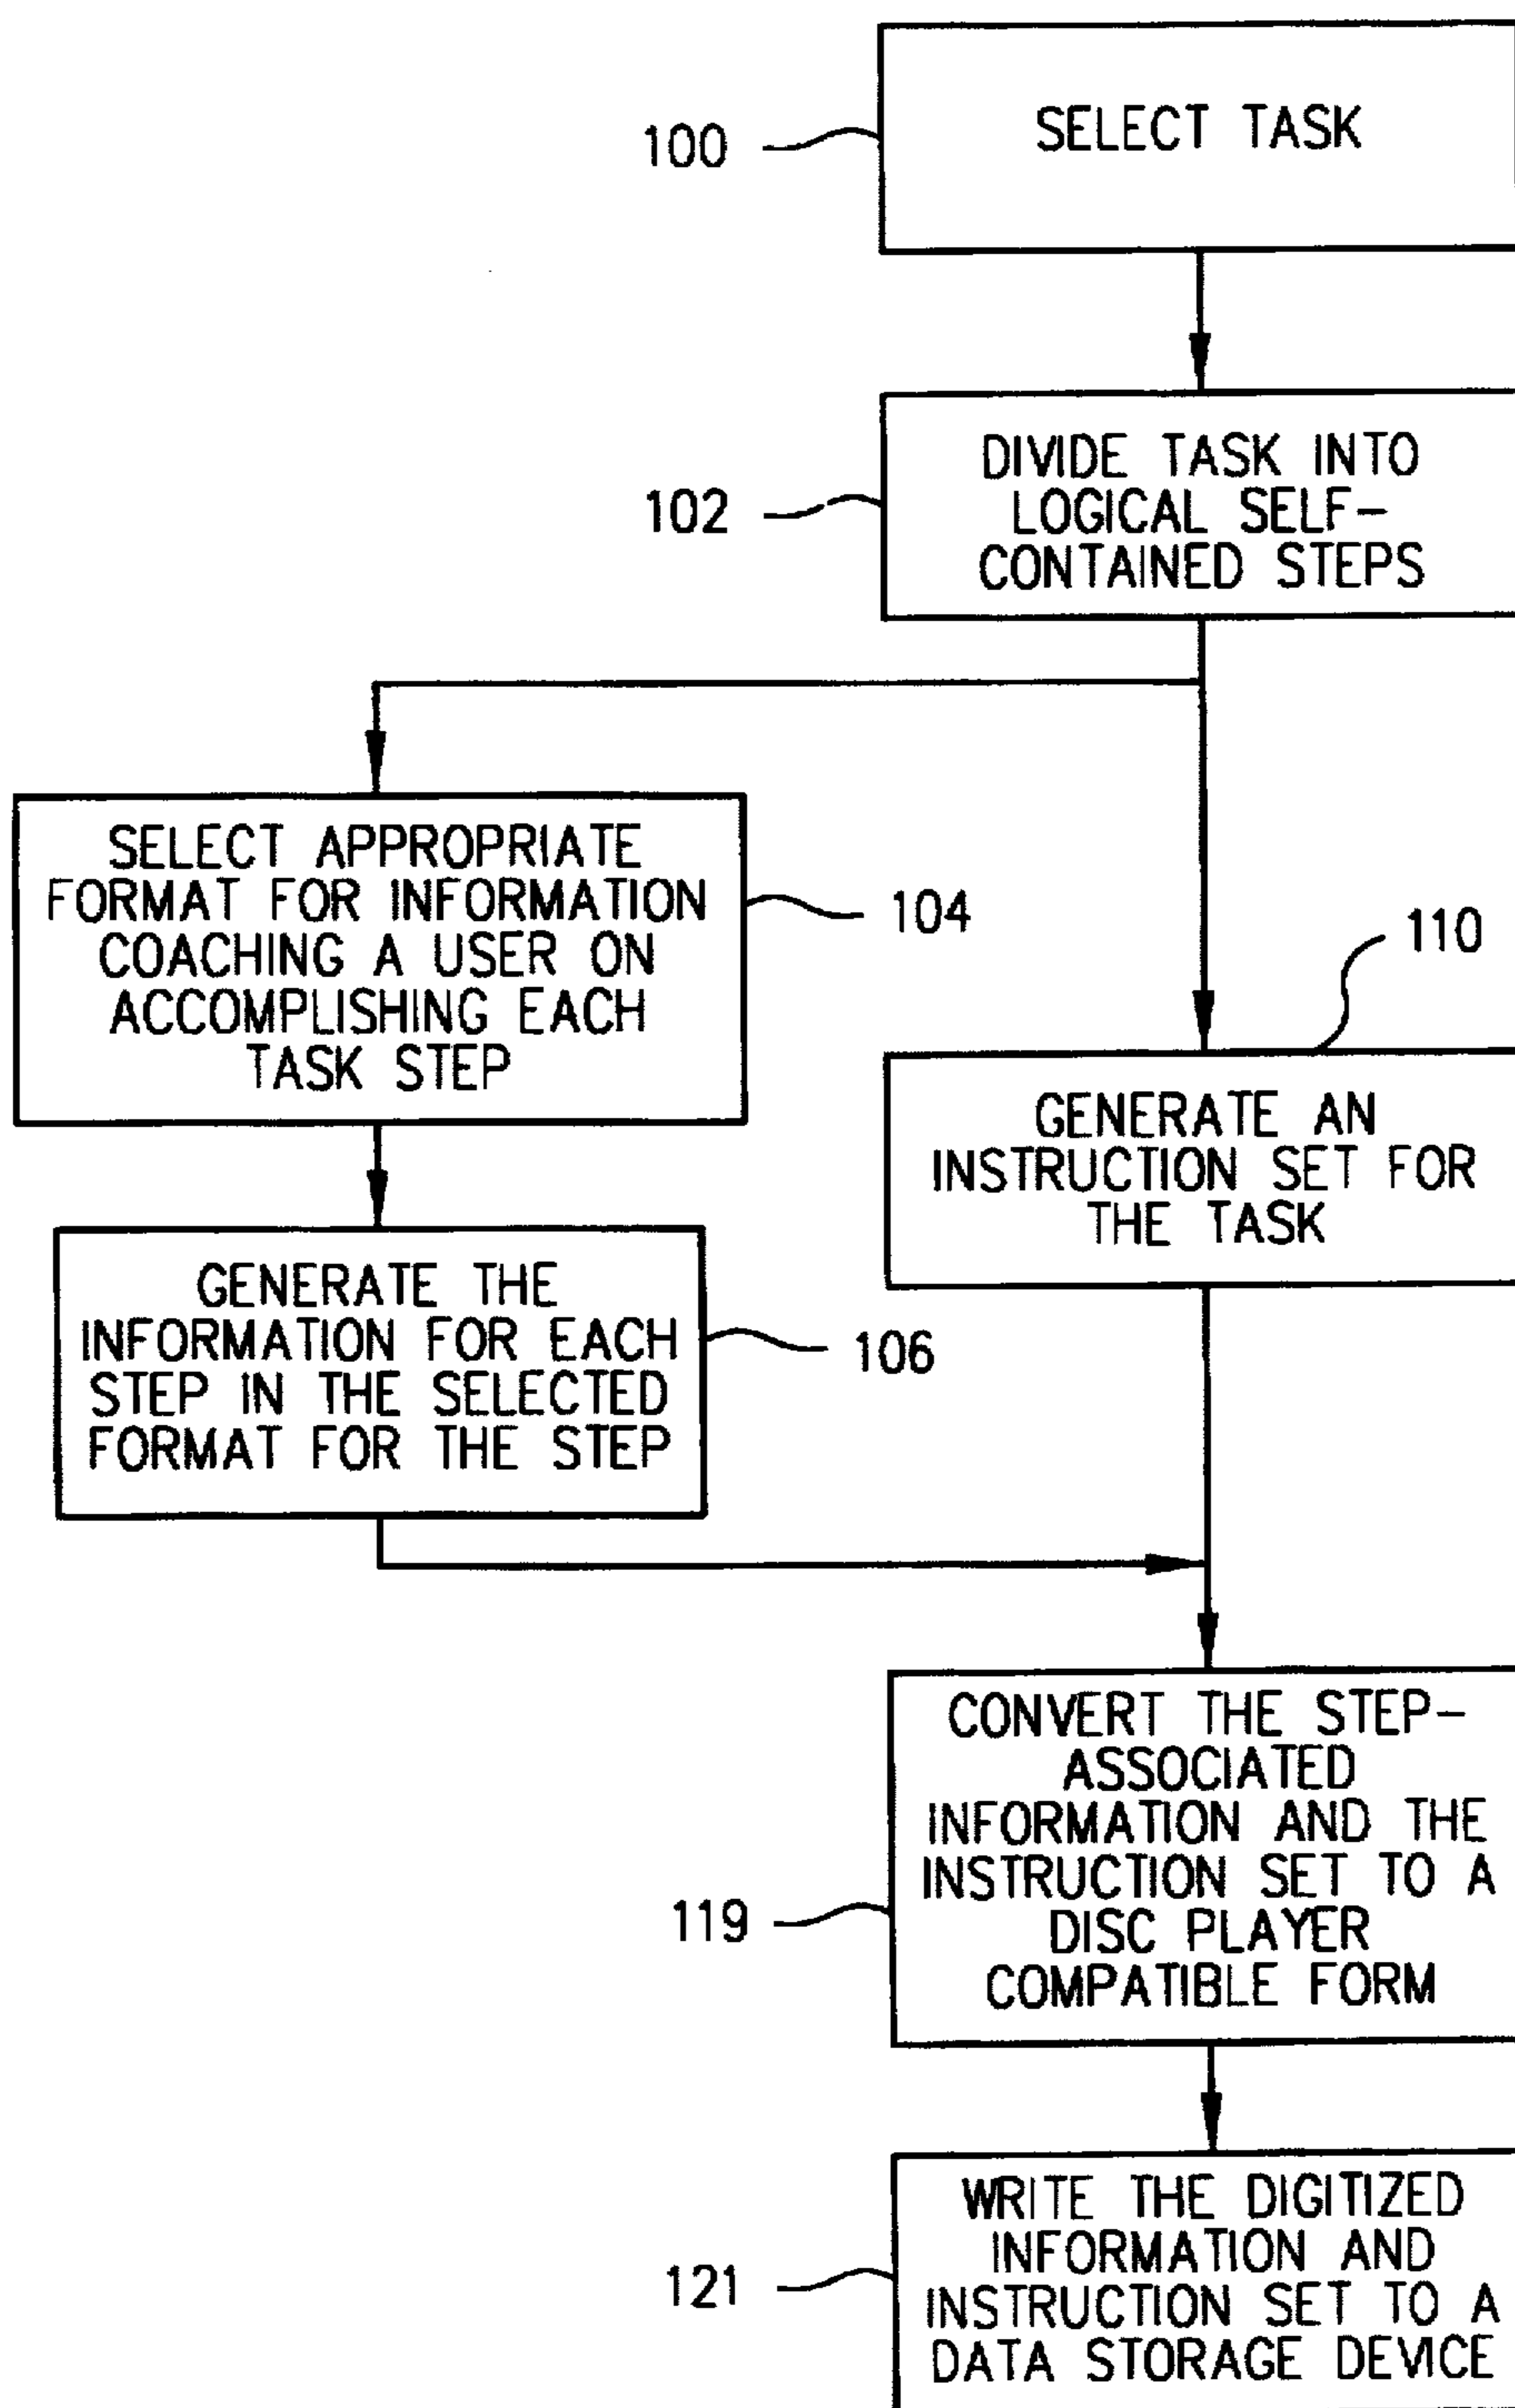 100
SELECT TASK
102
DIVIDE TASK INTO
LOGICAL SELF-
CONTAINED STEPS
SELECT APPROPRIATE
FORMAT FOR INFORMATION
COACHING A USER ON
ACCOMPLISHING EACH
TASK STEP
104
110
GENERATE AN
INSTRUCTION SET FOR
THE TASK
GENERATE THE
INFORMATION FOR EACH
STEP IN THE SELECTED
FORMAT FOR THE STEP
106
CONVERT THE STEP-
ASSOCIATED
INFORMATION AND THE
INSTRUCTION SET TO A
DISC PLAYER
COMPATIBLE FORM
119
WRITE THE DIGITIZED
INFORMATION AND
INSTRUCTION SET TO A
DATA STORAGE DEVICE
121